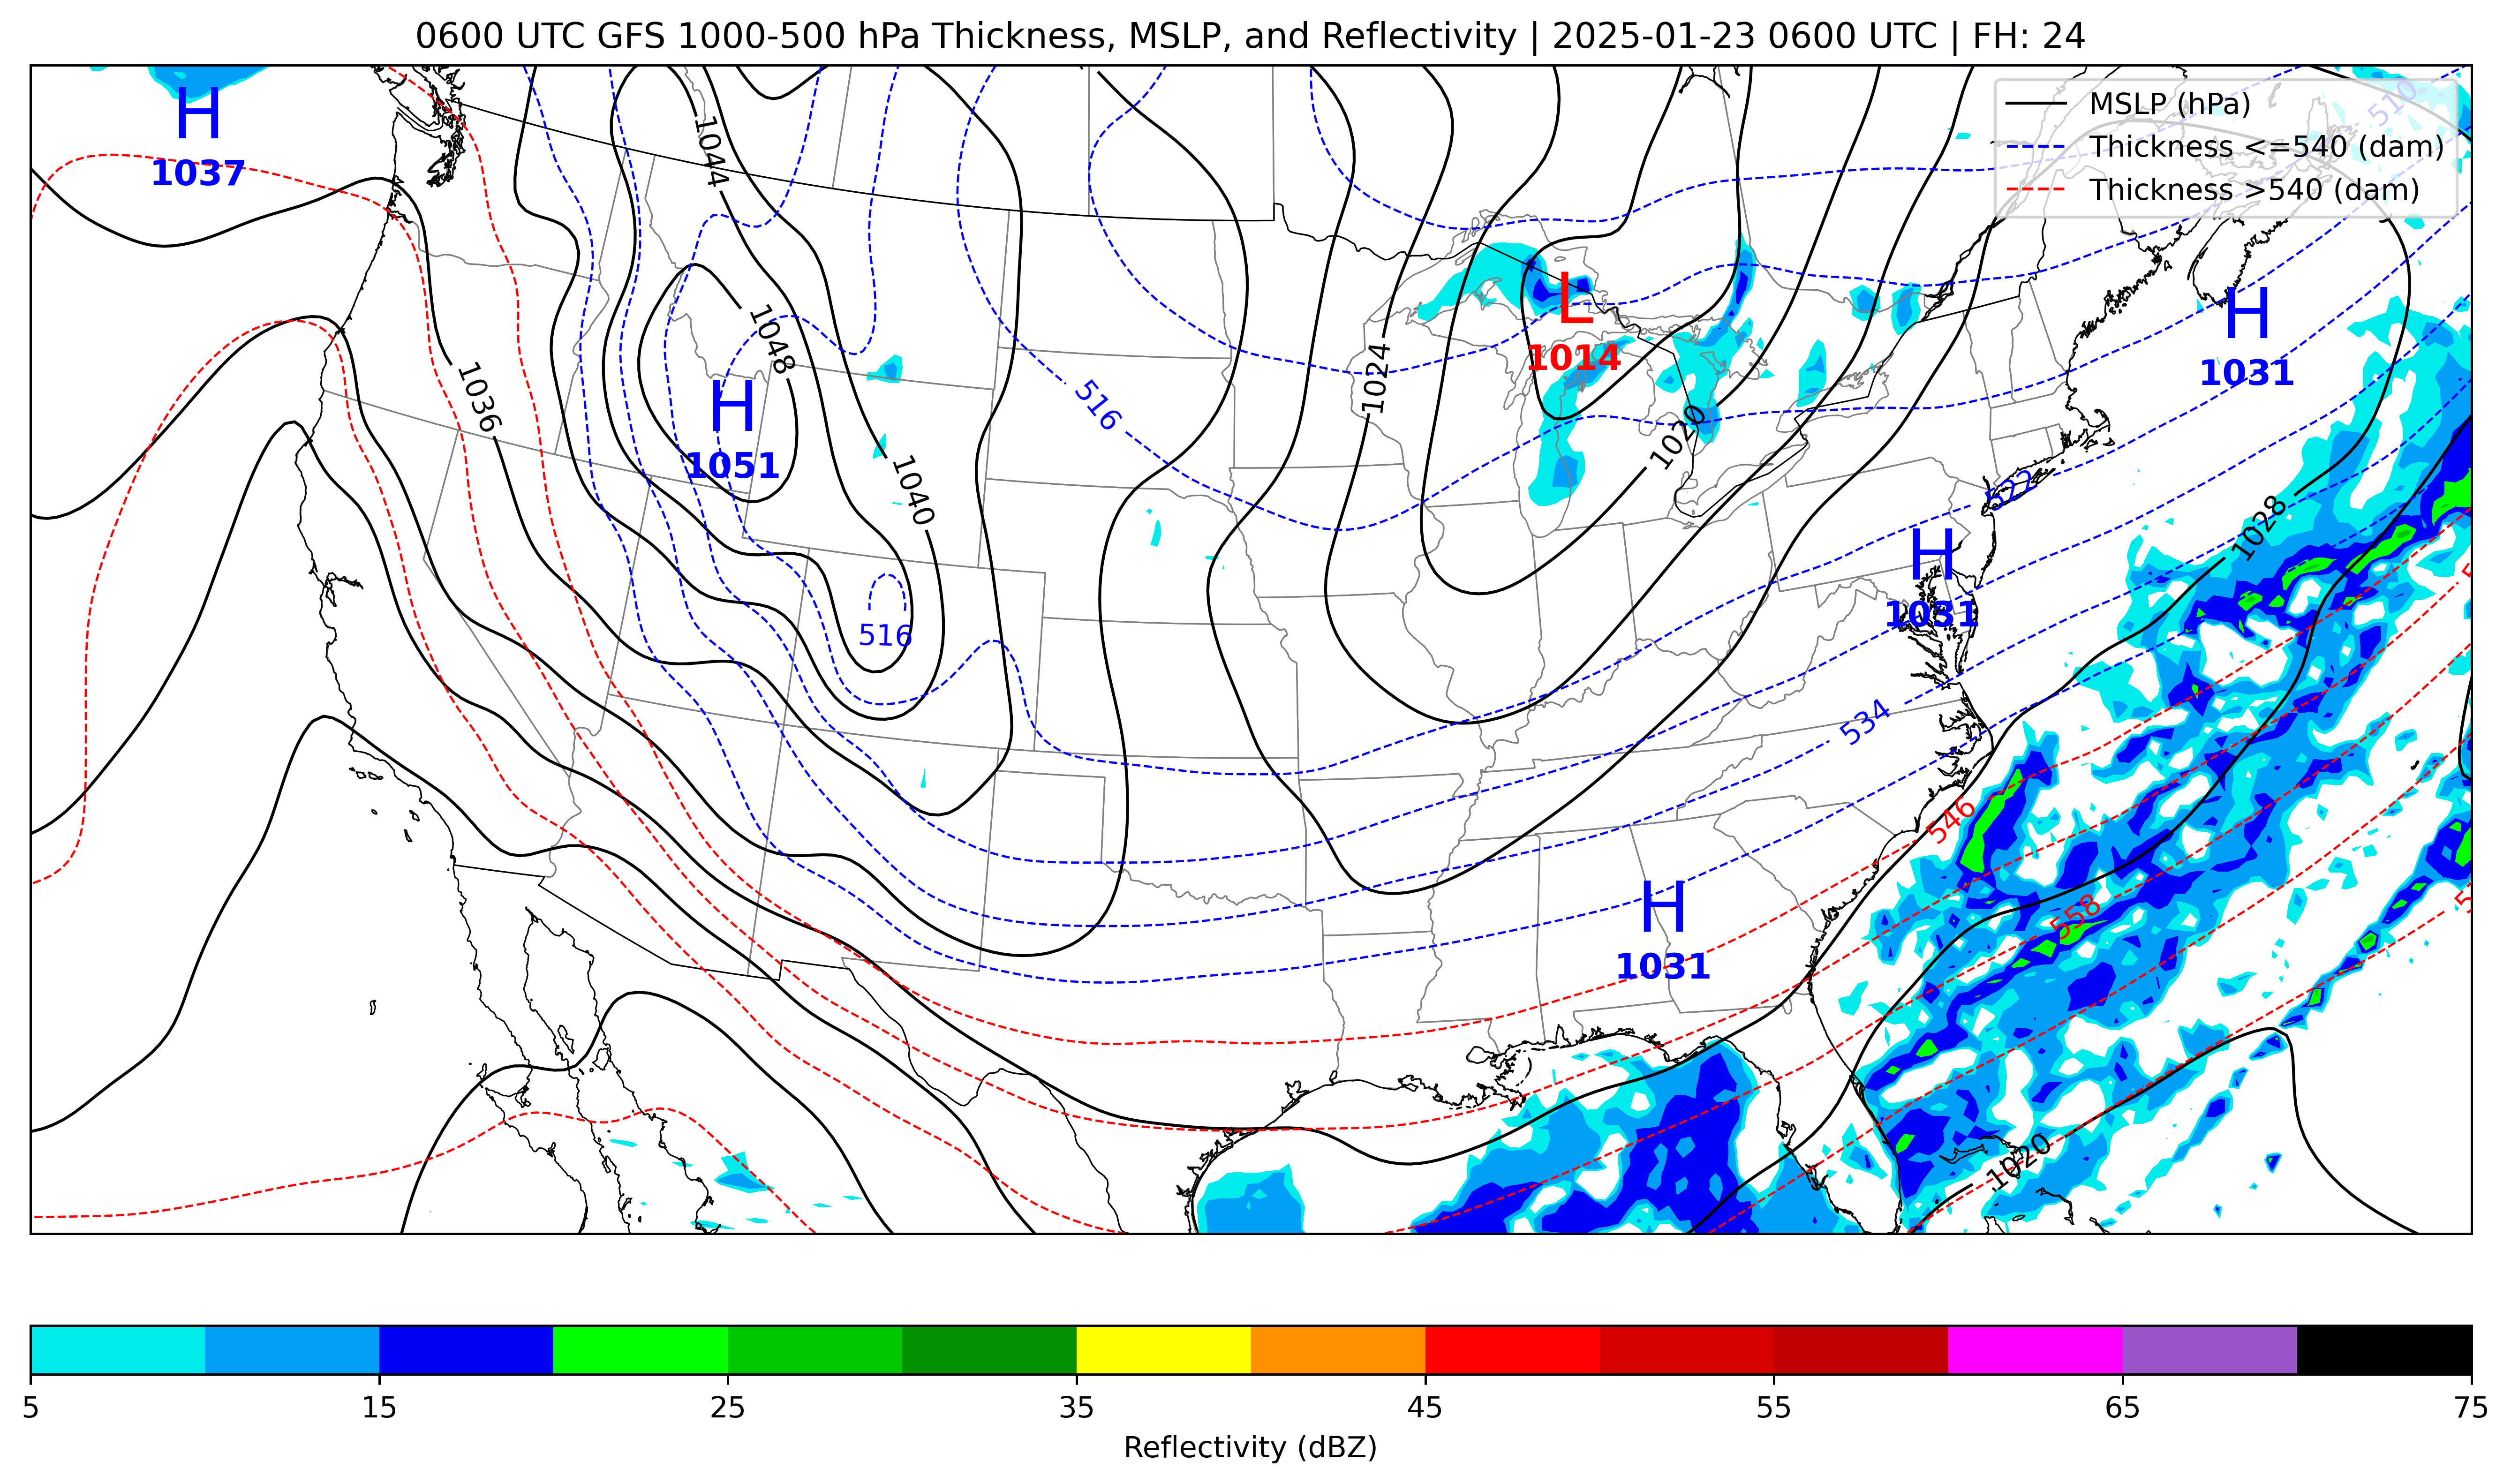 0600 UTC GFS 1000-500 hPa Thickness, MSLP, and Reflectivity | 2025-01-23 0600 UTC | FH: 24
MSLP (hPa)
Thickness <=540 (dam)
Thickness >540 (dam)
510
H
1037
1044
H
1031
L
1014
1048
1024
1036
516
H
1051
1020
1040
522
1028
H
1031
516
534
546
558
H
1031
1020
5 15 25 35 45 55 65 75
Reflectivity (dBZ)